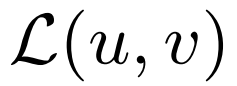 ℒ(u, v)